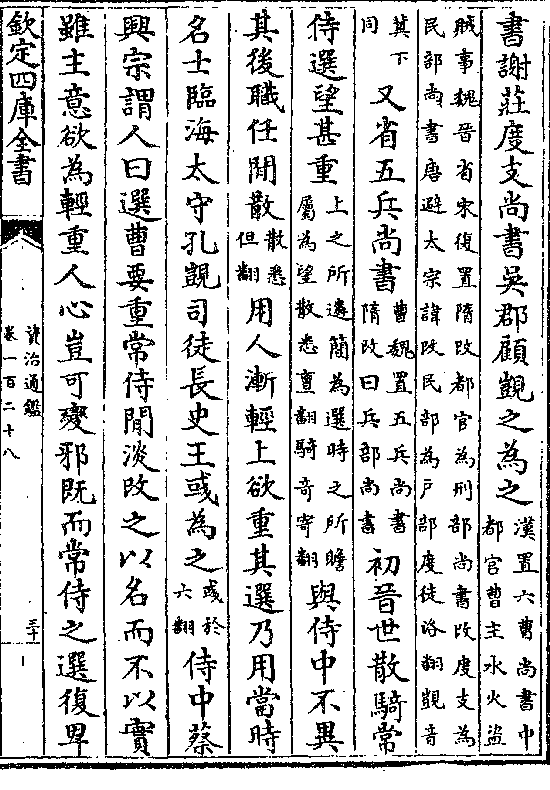 書謝莊度支尚書吳郡顧覬之為之漢置六曹尚書中
都官曹主水火盜
賊事魏晉省宋復置隋改都官為刑部尚書改度支為
民部尚書唐避太宗諱改民部為戶部度徒洛翻覬音
冀下
同又省五兵尚書曹魏置五兵尚書
隋改曰兵部尚書初晉世散騎常
侍選望甚重上之所遴簡為選時之所瞻
屬為望散悉亶翻騎奇寄翻與侍中不異
其後職任閒散散悉
但翻用人漸輕上欲重其選乃用當時
名士臨海太守孔覬司徒長史王彧為之彧於
六翻侍中蔡
興宗謂人曰選曹要重常侍閒淡改之以名而不以實
雖主意欲為輕重人心豈可變邪既而常侍之選復卑
欽定四庫全書
資治通鑑
卷一百二十八
三十